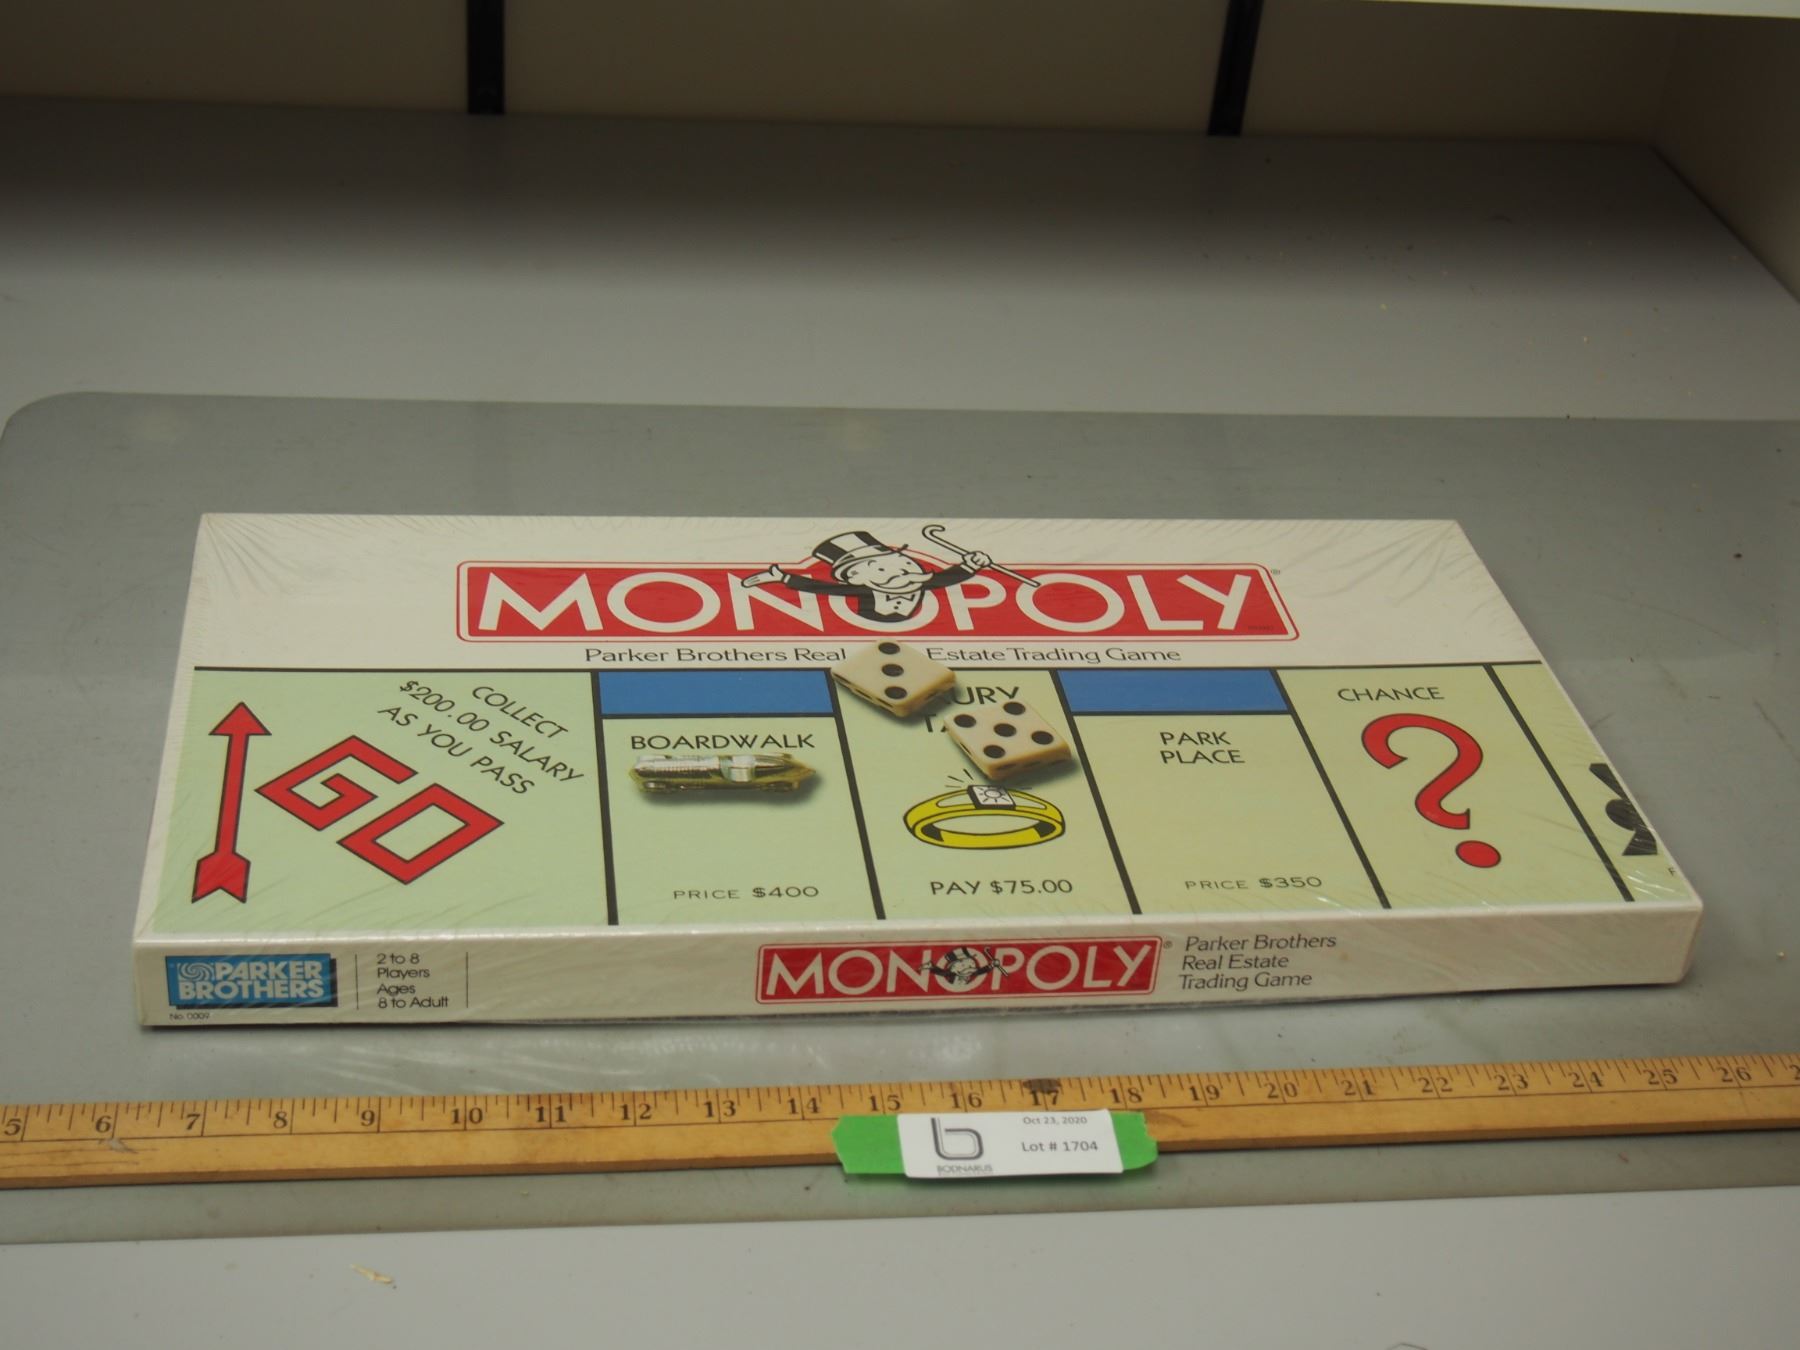 MONOPOLY®
Parker Brothers Real Estate Trading Game
COLLECT
$200.00 SALARY
AS YOU PASS
GO
BOARDWALK
PRICE $400
URY
PAY $75.00
PARK
PLACE
PRICE $350
CHANCE
PARKER
BROTHERS
No. 0009
2 to 8
Players
Ages
8 to Adult
MONOPOLY®
Parker Brothers
Real Estate
Trading Game
5 6 7 8 9 10 11 12 13 14 15 16 17 18 19 20 21 22 23 24 25 26
b
BODNARUS
Oct 23, 2020
Lot # 1704